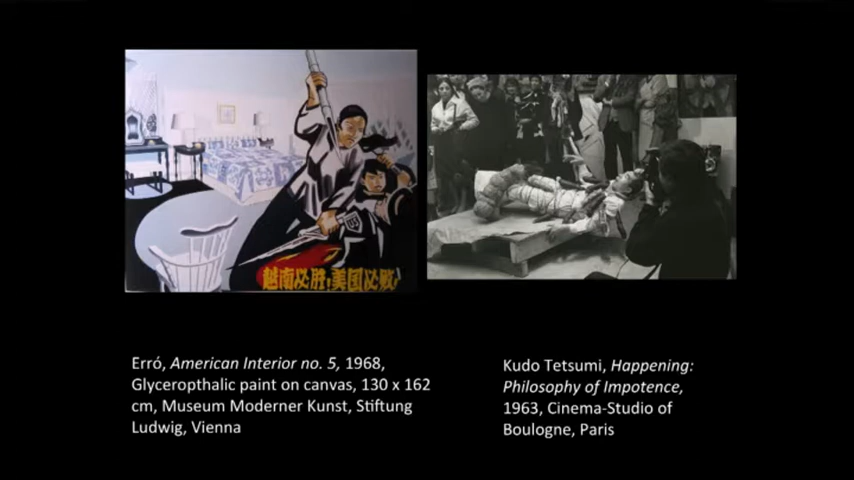 US
越南必胜!美国必败!
Erró, American Interior no. 5, 1968,
Glyceropthalic paint on canvas, 130 x 162
cm, Museum Moderner Kunst, Stiftung
Ludwig, Vienna
Kudo Tetsumi, Happening:
Philosophy of Impotence,
1963, Cinema-Studio of
Boulogne, Paris